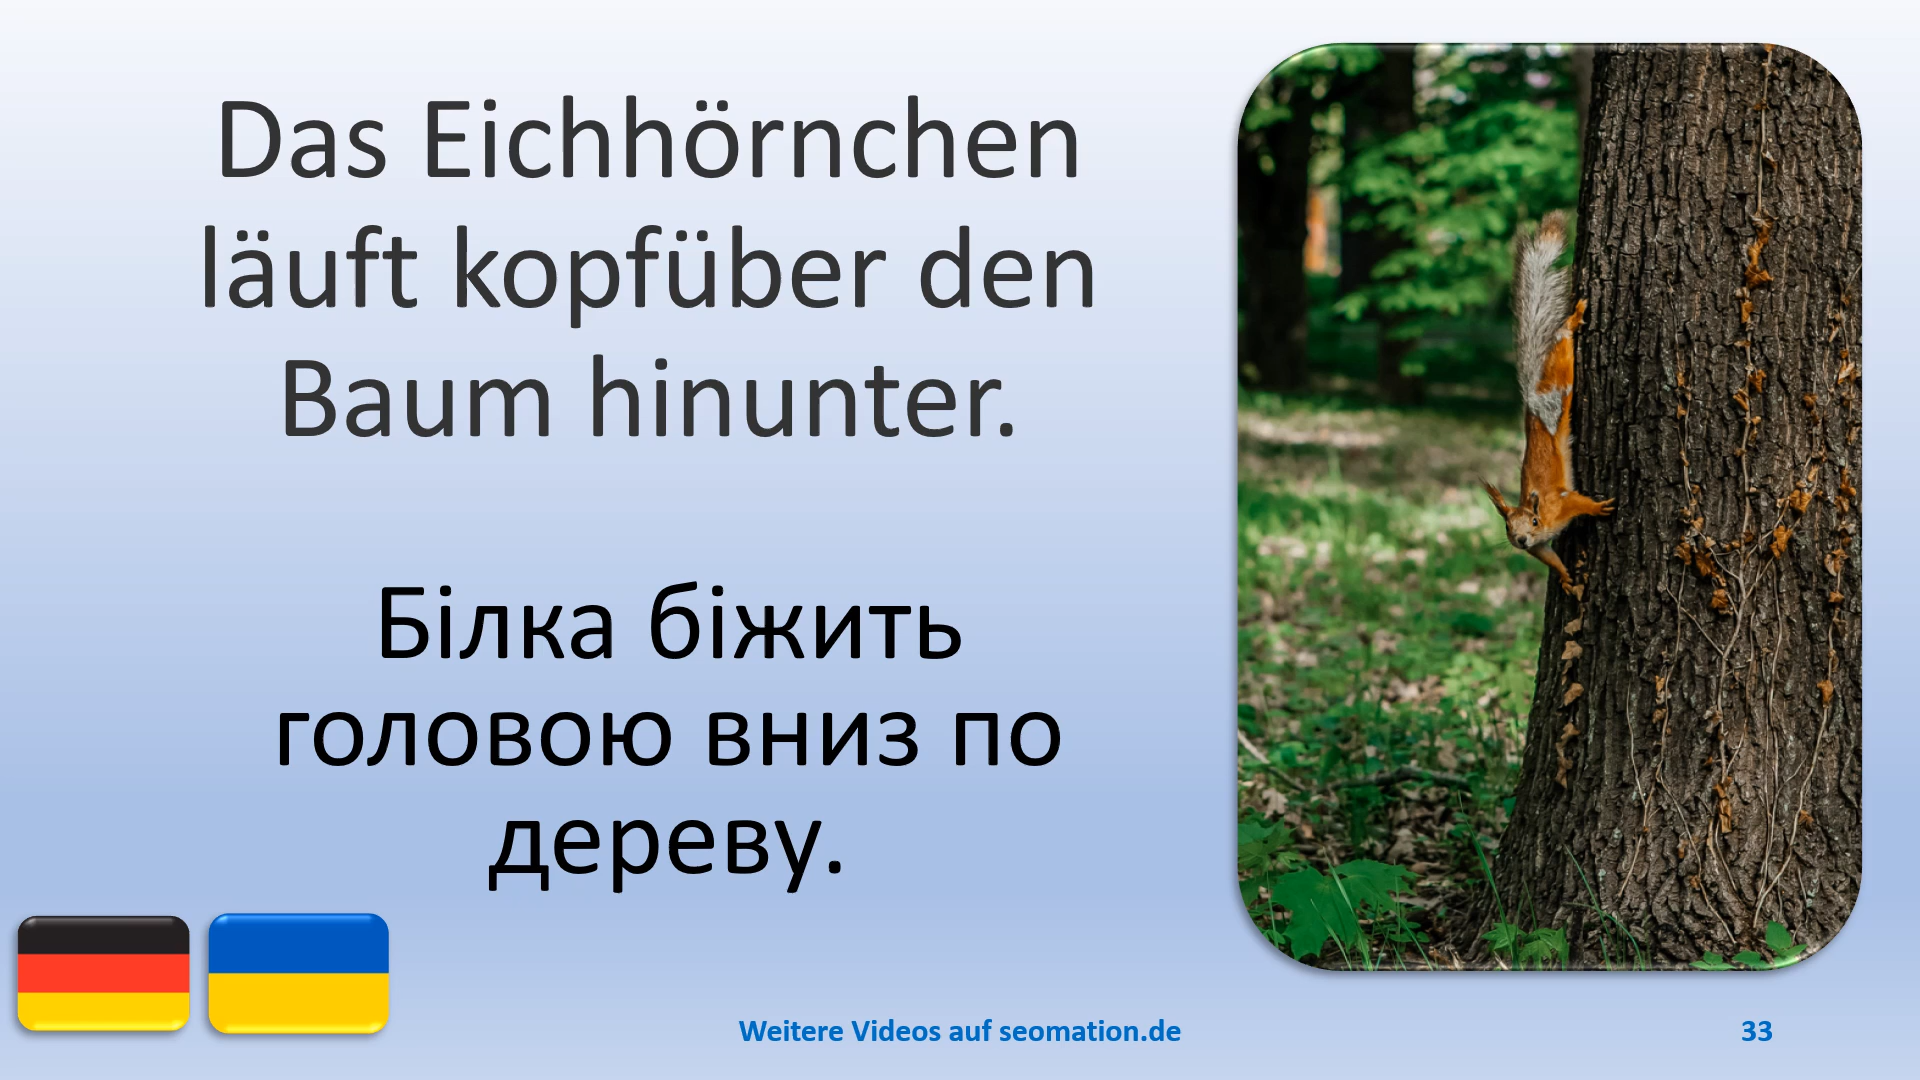 Das Eichhörnchen
läuft kopfüber den
Baum hinunter.
Білка біжить
головою вниз по
дереву.
Weitere Videos auf seomation.de
33